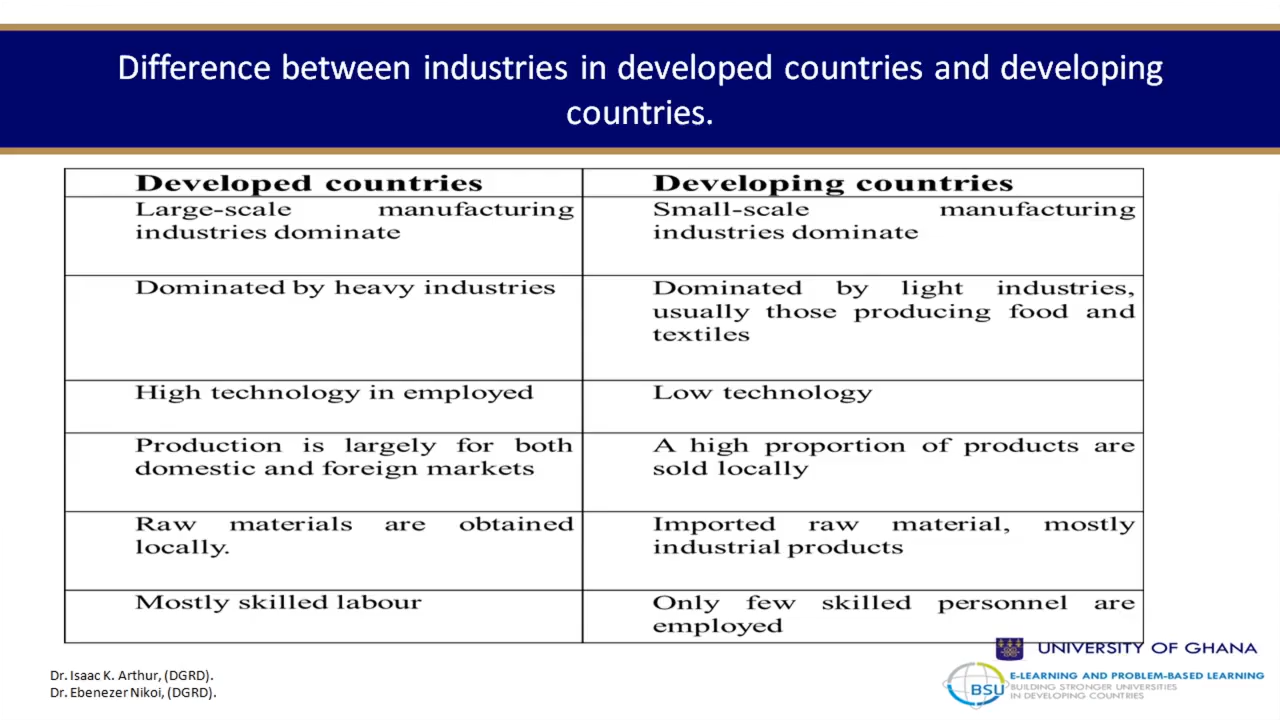 Difference between industries in developed countries and developing
countries.
Developed countries
Developing countries
Large-scale manufacturing
industries dominate
Small-scale manufacturing
industries dominate
Dominated by heavy industries
Dominated by light industries,
usually those producing food and
textiles
High technology in employed
Low technology
Production is largely for both
domestic and foreign markets
A high proportion of products are
sold locally
Raw materials are obtained
locally.
Imported raw material, mostly
industrial products
Mostly skilled labour
Only few skilled personnel are
employed
UNIVERSITY OF GHANA
Dr. Isaac K. Arthur, (DGRD).
Dr. Ebenezer Nikoi, (DGRD).
BSU
E-LEARNING AND PROBLEM-BASED LEARNING
BUILDING STRONGER UNIVERSITIES
IN DEVELOPING COUNTRIES